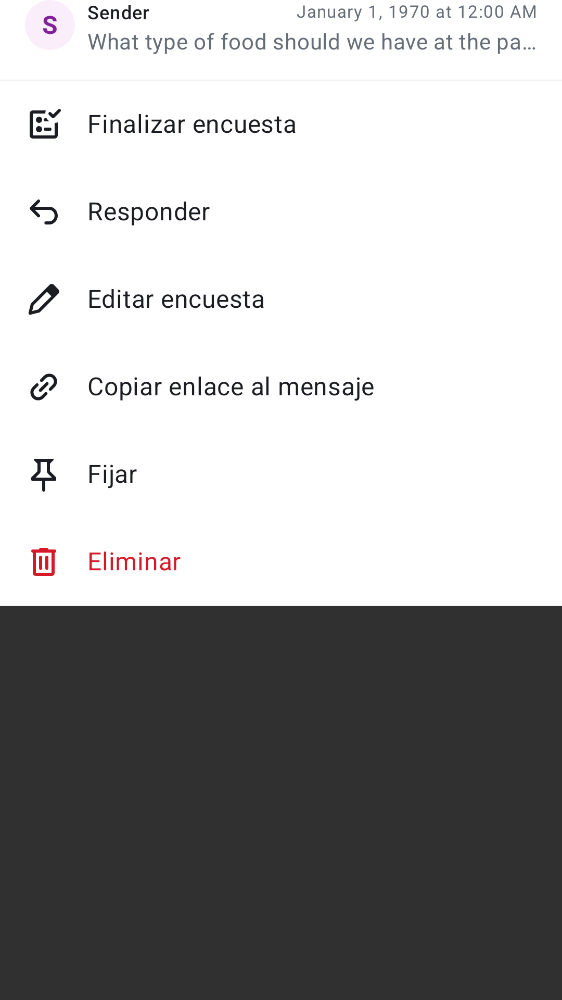 S
Sender January 1, 1970 at 12:00 AM
What type of food should we have at the pa…
Finalizar encuesta
Responder
Editar encuesta
Copiar enlace al mensaje
Fijar
Eliminar